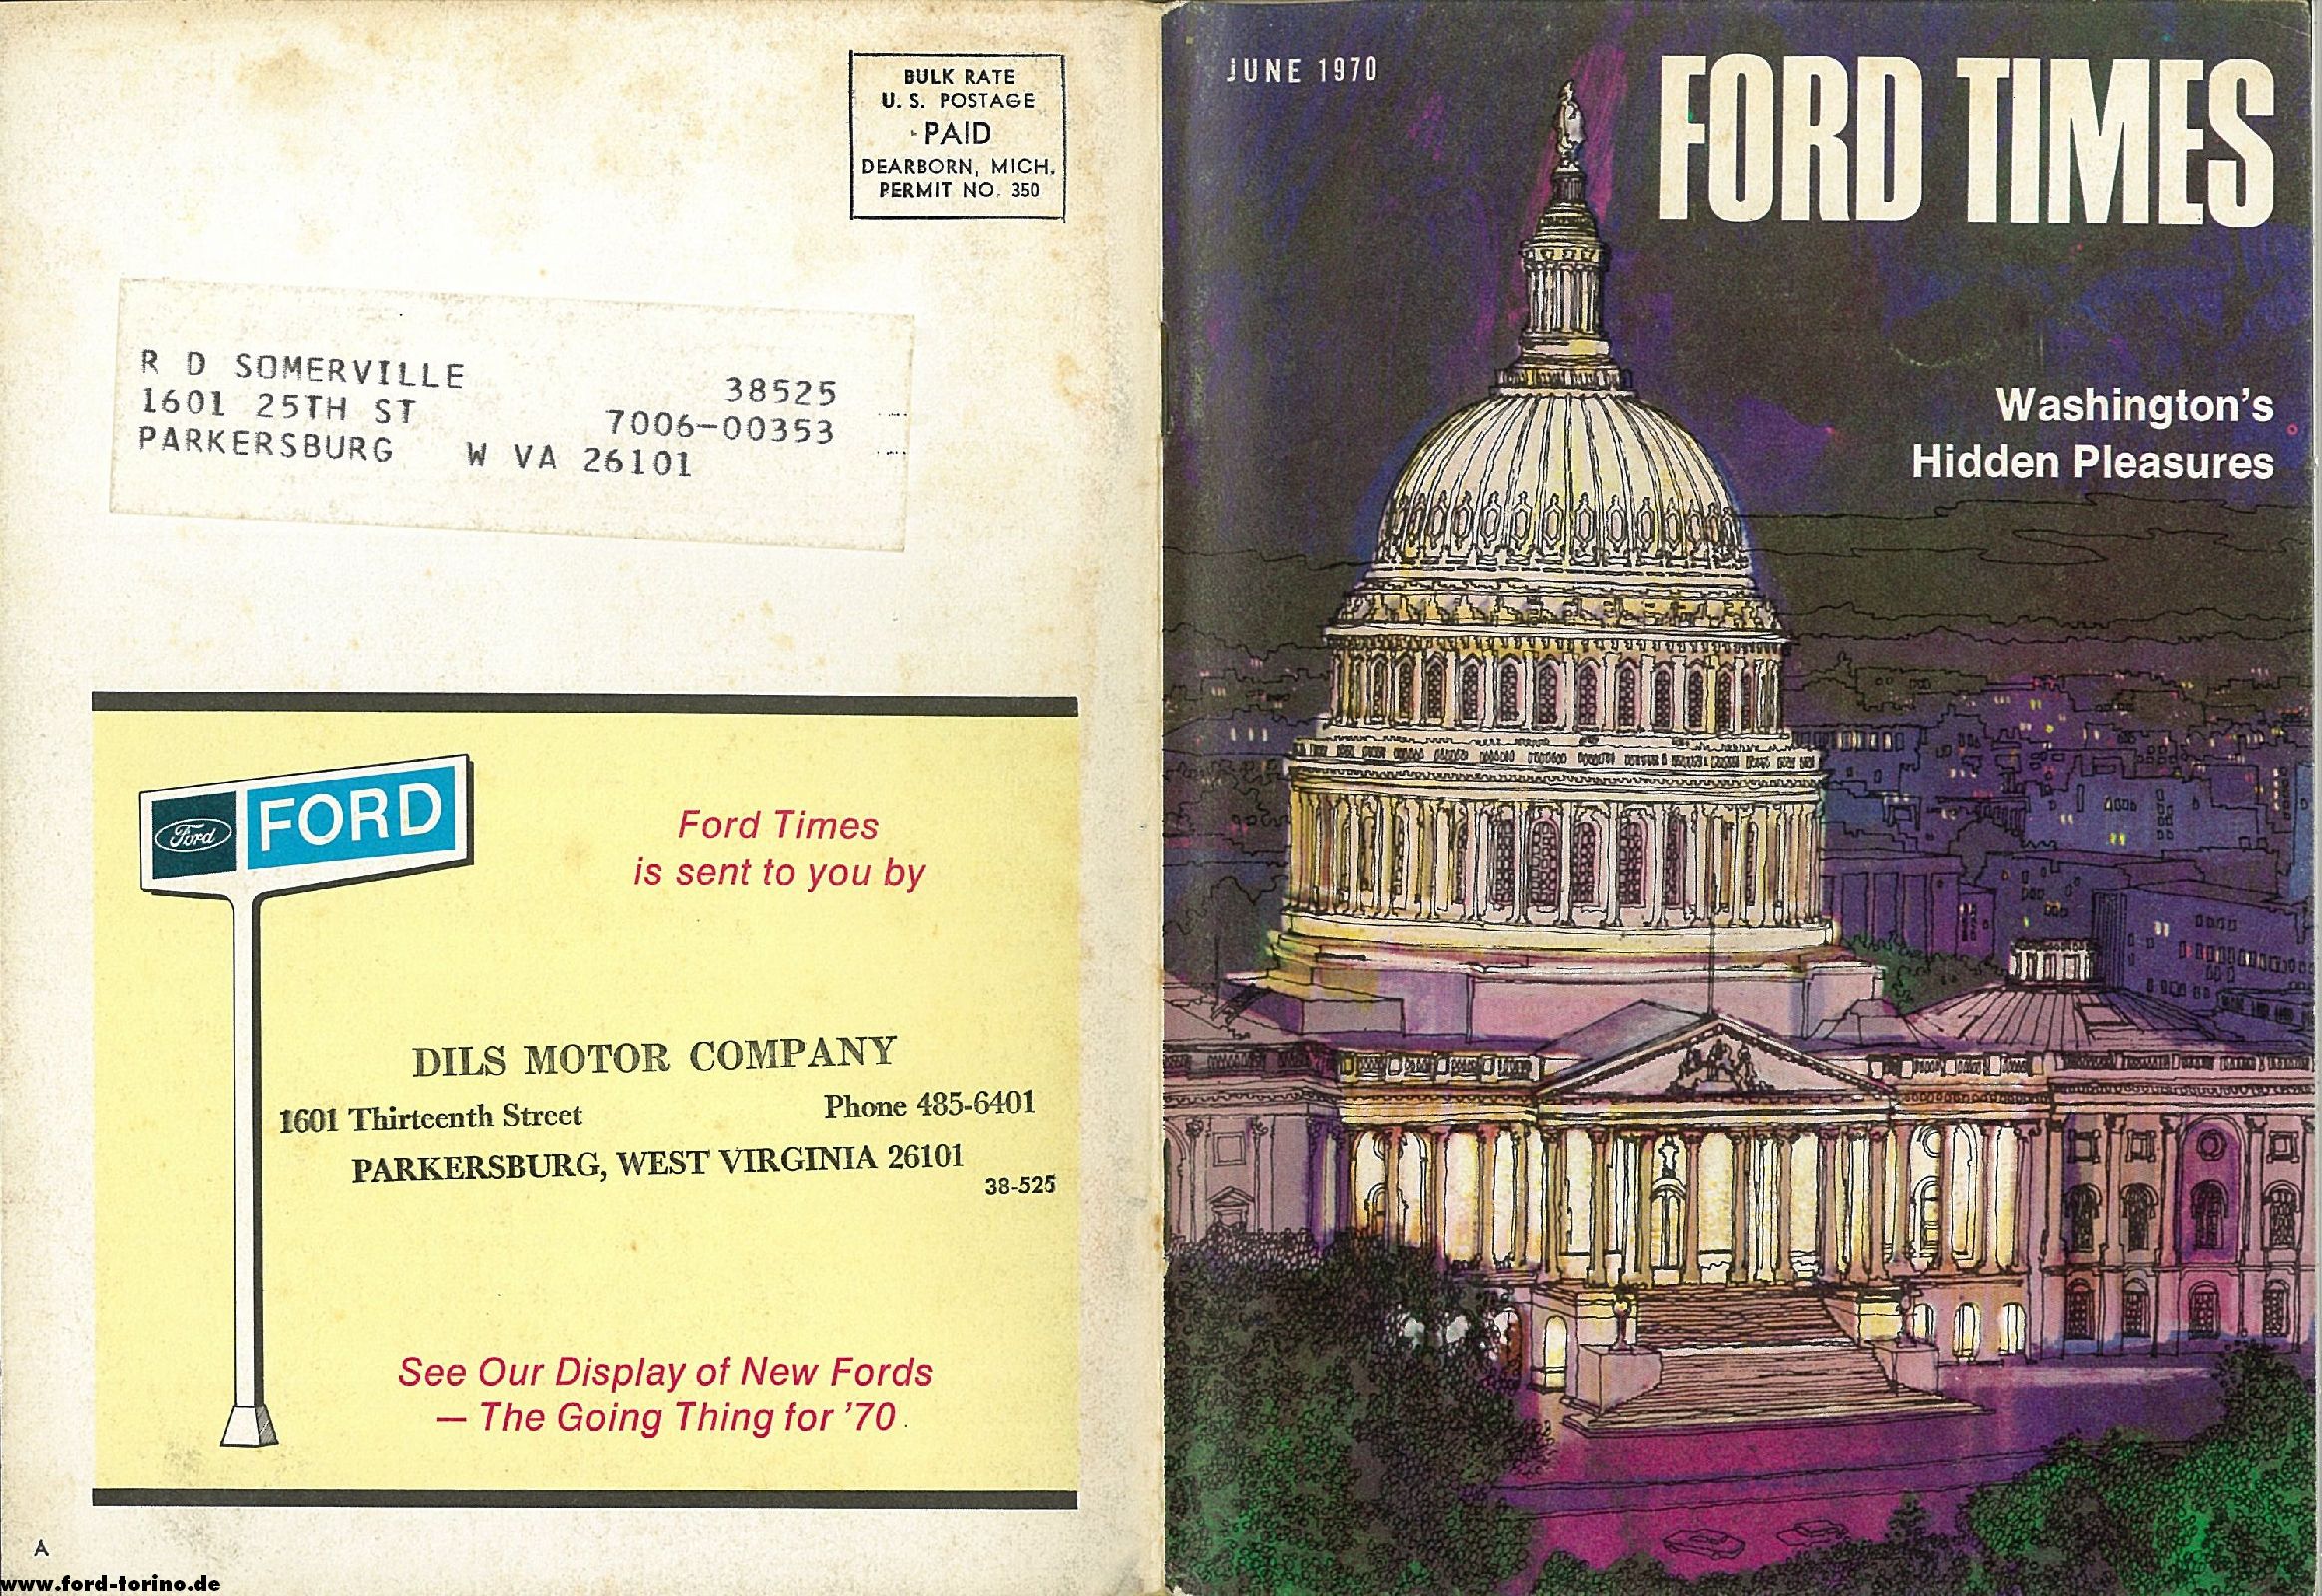 BULK RATE
U. S. POSTAGE
PAID
DEARBORN, MICH.
PERMIT NO. 350
R D SOMERVILLE 38525
1601 25TH ST 7006-00353
PARKERSBURG W VA 26101
Ford FORD
Ford Times
is sent to you by
DILS MOTOR COMPANY
1601 Thirteenth Street Phone 485-6401
PARKERSBURG, WEST VIRGINIA 26101
38-525
See Our Display of New Fords
— The Going Thing for '70.
A
www.ford-torino.de
JUNE 1970
FORD TIMES
Washington's
Hidden Pleasures